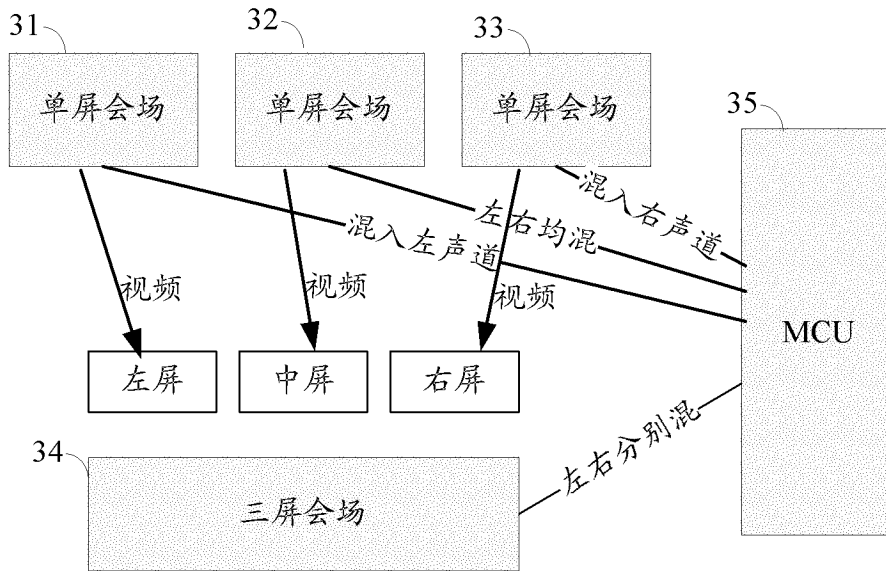 31
32
33
单屏会场
单屏会场
单屏会场
35
混入右声道
左右均混
混入左声道
视频
视频
视频
MCU
左屏
中屏
右屏
左右分别混
34
三屏会场